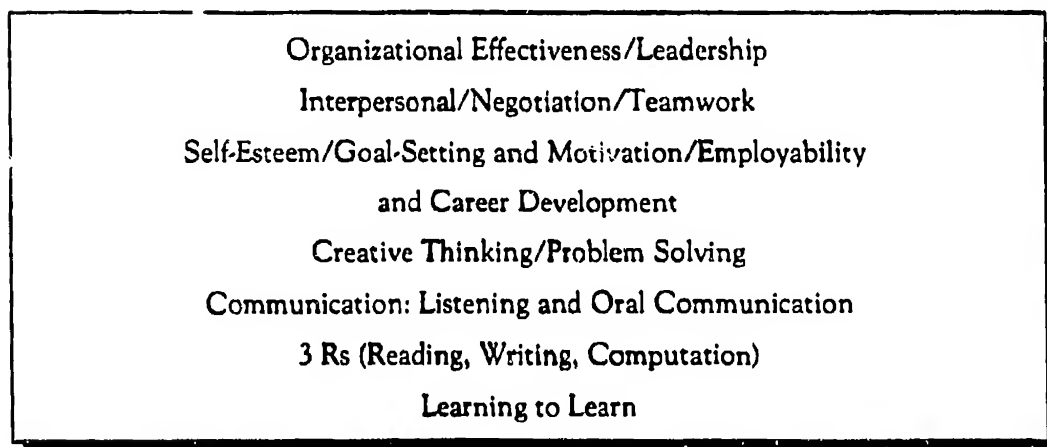 Organizational Effectiveness/Leadership
Interpersonal/Negotiation/Teamwork
Self-Esteem/Goal-Setting and Motivation/Employability
and Career Development
Creative Thinking/Problem Solving
Communication: Listening and Oral Communication
3 Rs (Reading, Writing, Computation)
Learning to Learn